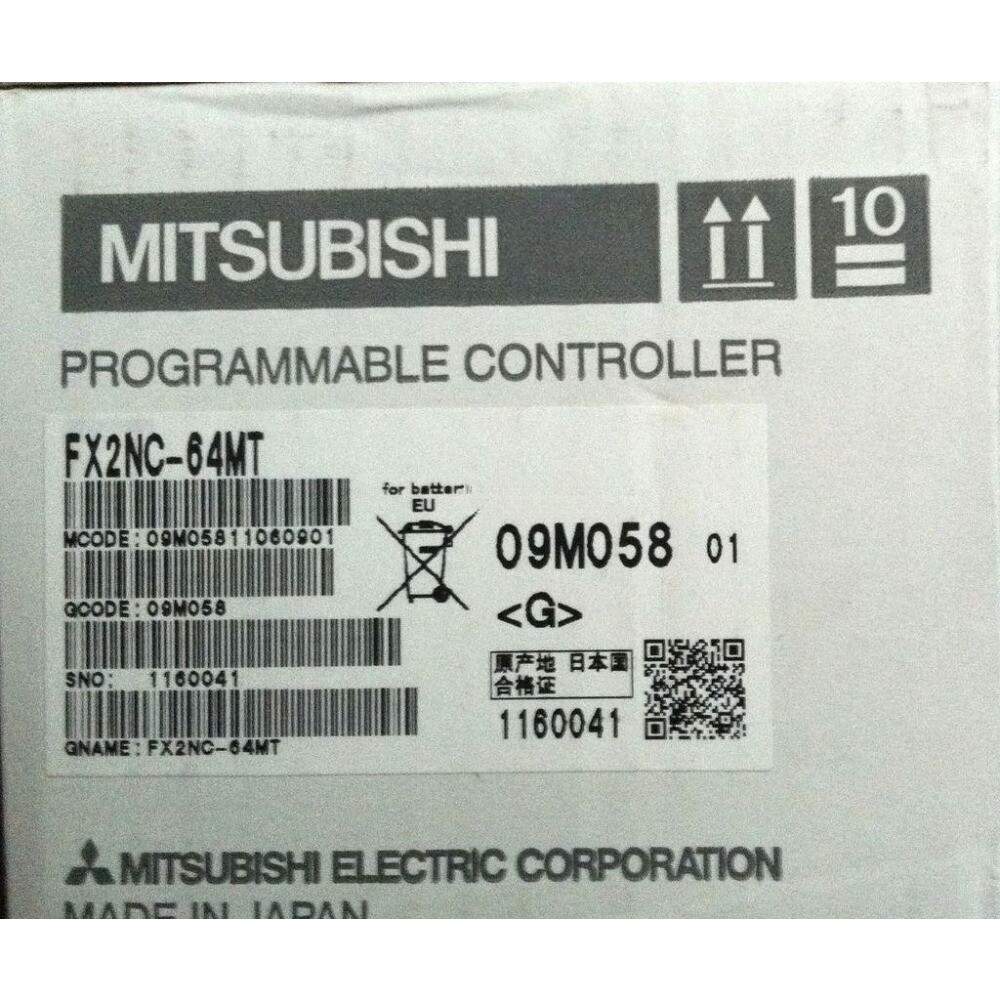 MITSUBISHI
10
PROGRAMMABLE CONTROLLER
FX2NC-64MT
MCODE: 09M05811060901
GCODE: 09M058
SNO: 1160041
GNAME: FX2NC-64MT
for battery
EU
09M058 01
<G>
原产地 日本国
合格证
1160041
MITSUBISHI ELECTRIC CORPORATION
MADE IN JAPAN